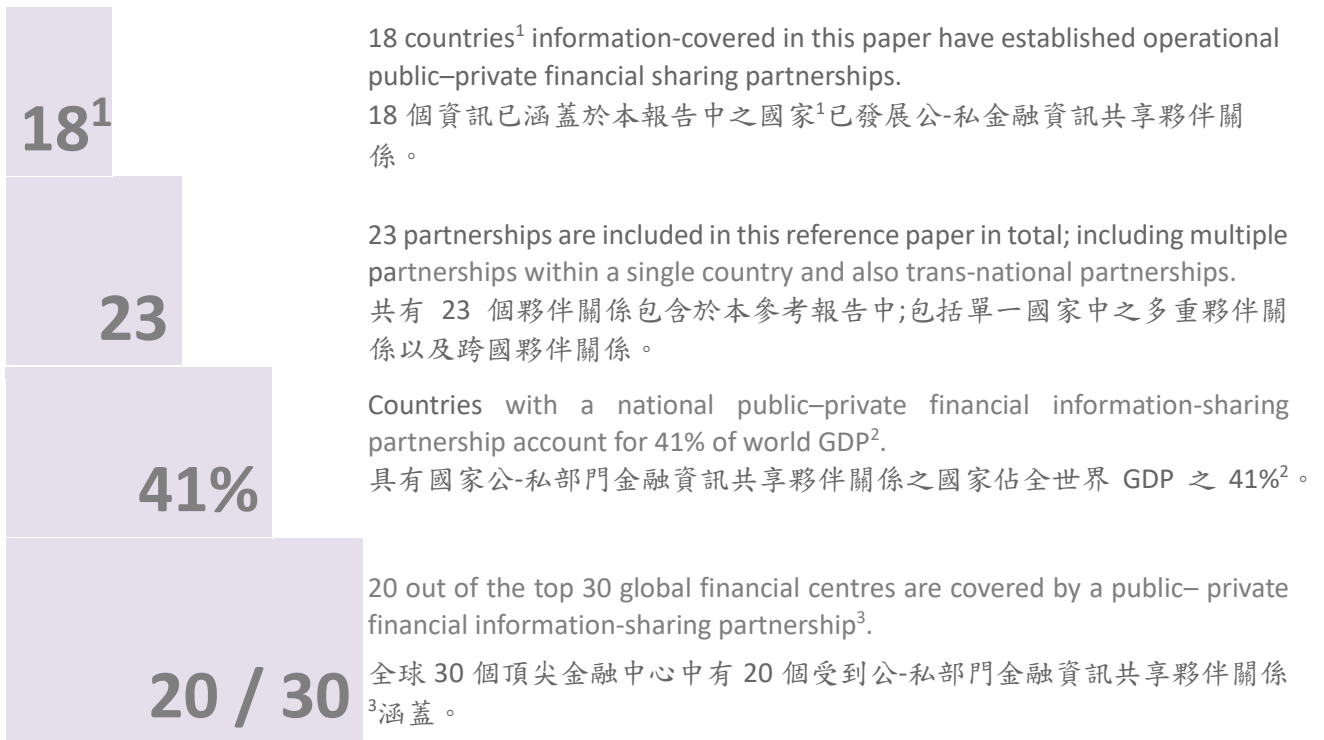 18¹
18 countries¹ information-covered in this paper have established operational
public–private financial sharing partnerships.
18 個資訊已涵蓋於本報告中之國家¹已發展公-私金融資訊共享夥伴關
係。
23
23 partnerships are included in this reference paper in total; including multiple
partnerships within a single country and also trans-national partnerships.
共有 23 個夥伴關係包含於本參考報告中;包括單一國家中之多重夥伴關
係以及跨國夥伴關係。
41%
Countries with a national public–private financial information-sharing
partnership account for 41% of world GDP².
具有國家公-私部門金融資訊共享夥伴關係之國家佔全世界 GDP 之 41%²。
20 / 30
20 out of the top 30 global financial centres are covered by a public– private
financial information-sharing partnership³.
全球 30 個頂尖金融中心中有 20 個受到公-私部門金融資訊共享夥伴關係
³涵蓋。